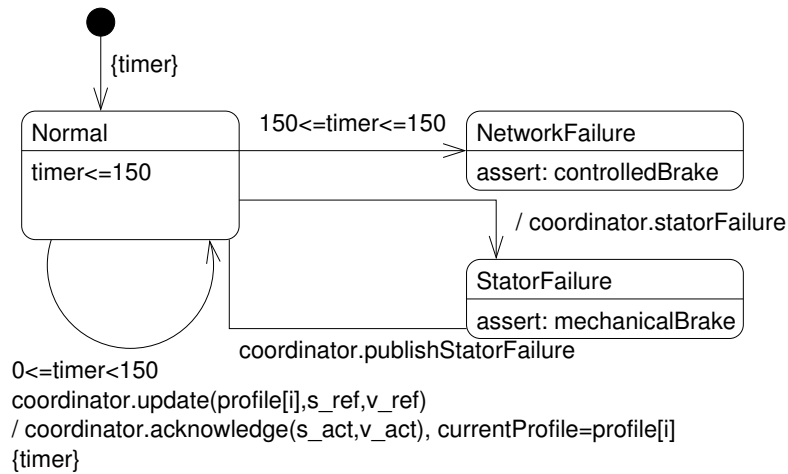 {timer}
Normal
timer<=150
150<=timer<=150
NetworkFailure
assert: controlledBrake
/ coordinator.statorFailure
StatorFailure
assert: mechanicalBrake
coordinator.publishStatorFailure
0<=timer<150
coordinator.update(profile[i],s_ref,v_ref)
/ coordinator.acknowledge(s_act,v_act), currentProfile=profile[i]
{timer}